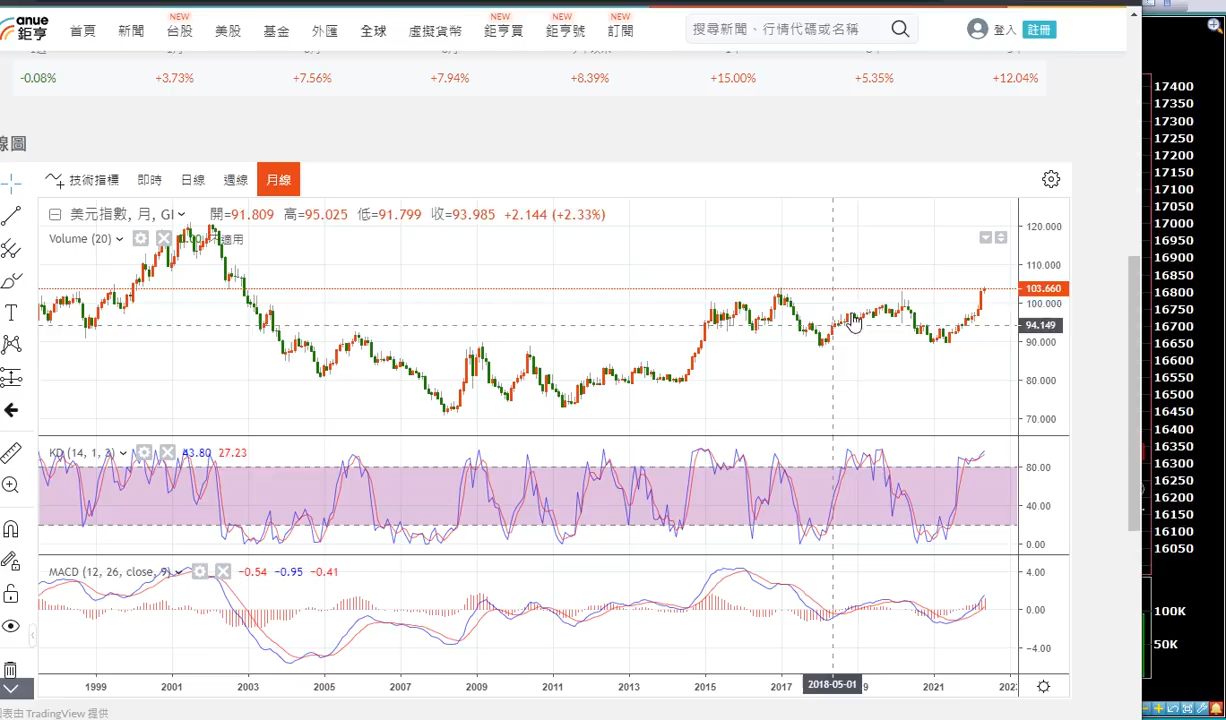 anue
鉅亨
首頁
新聞
NEW
台股
美股
基金
外匯
全球
虛擬貨幣
NEW
鉅亨買
NEW
鉅亨號
NEW
訂閱
搜尋新聞、行情代碼或名稱
登入
註冊
-0.08%
+3.73%
+7.56%
+7.94%
+8.39%
+15.00%
+5.35%
+12.04%
線圖
技術指標
即時
日線
週線
月線
美元指數, 月, GI
開=91.809 高=95.025 低=91.799 收=93.985 +2.144 (+2.33%)
Volume (20)
不適用
120.000
110.000
103.660
100.000
94.149
90.000
80.000
70.000
KD (14, 1, 3) 43.80 27.23
80.00
40.00
0.00
MACD (12, 26, close, 9) −0.54 −0.95 −0.41
4.00
0.00
−4.00
1999
2001
2003
2005
2007
2009
2011
2013
2015
2017
2018-05-01
2021
圖表由 TradingView 提供
17400
17350
17300
17250
17200
17150
17100
17050
17000
16950
16900
16850
16800
16750
16700
16650
16600
16550
16500
16450
16400
16350
16300
16250
16200
16150
16100
16050
100K
50K